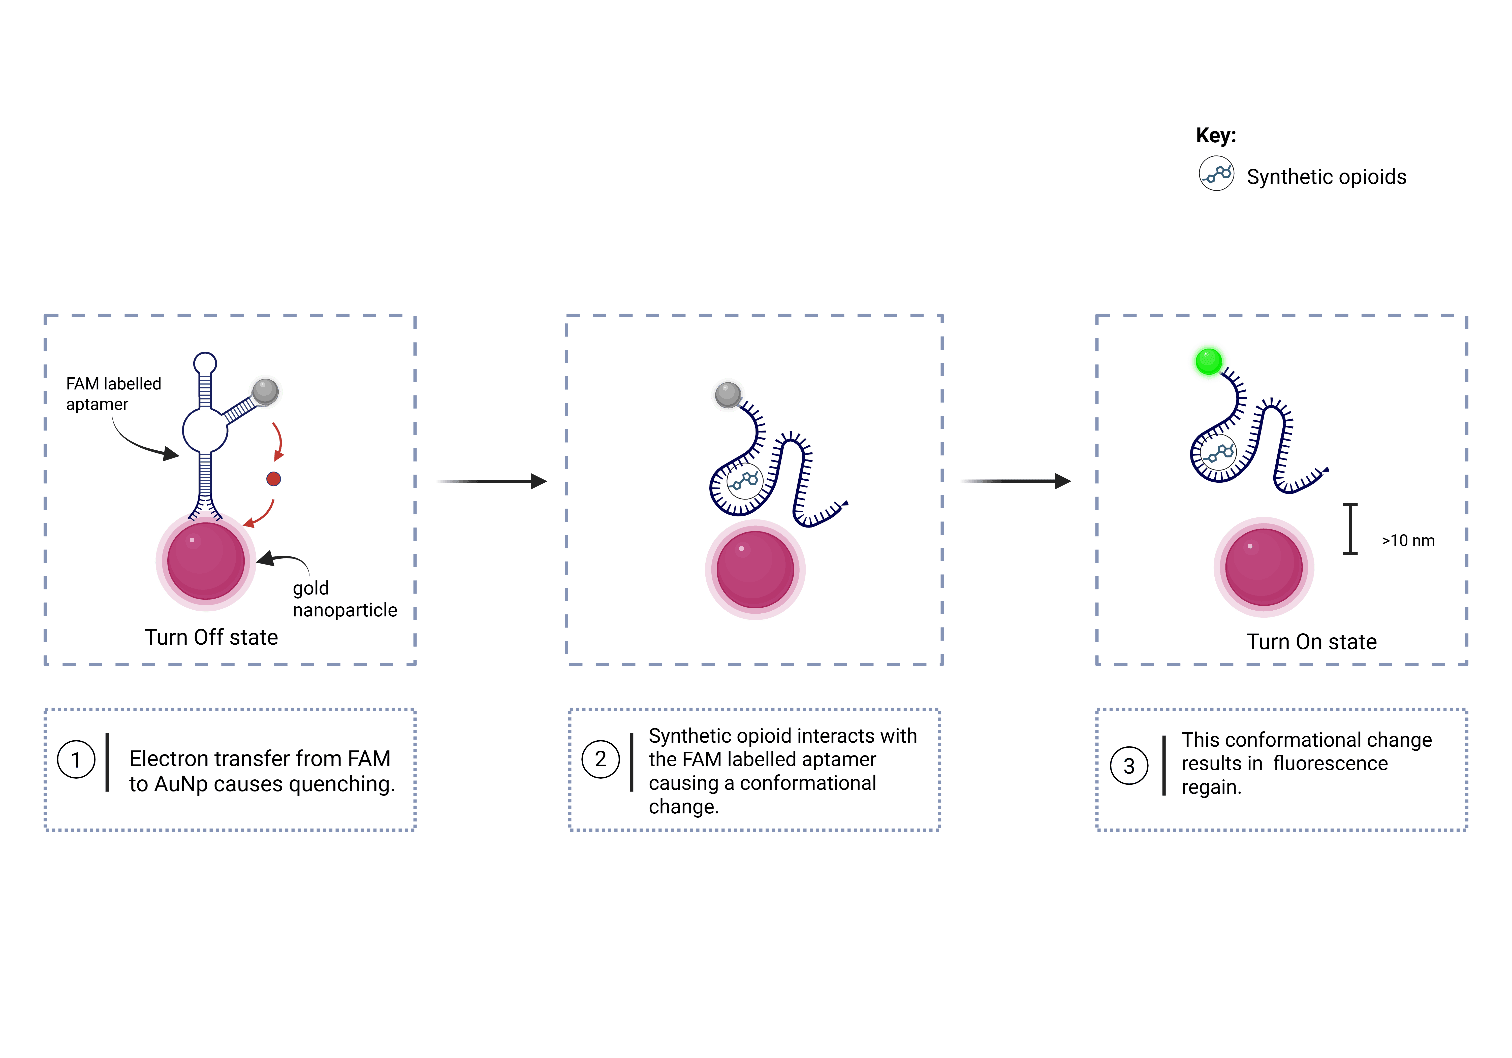 Key:
Synthetic opioids
FAM labelled
aptamer
gold
nanoparticle
Turn Off state
>10 nm
Turn On state
1
Electron transfer from FAM
to AuNp causes quenching.
2
Synthetic opioid interacts with
the FAM labelled aptamer
causing a conformational
change.
3
This conformational change
results in fluorescence
regain.